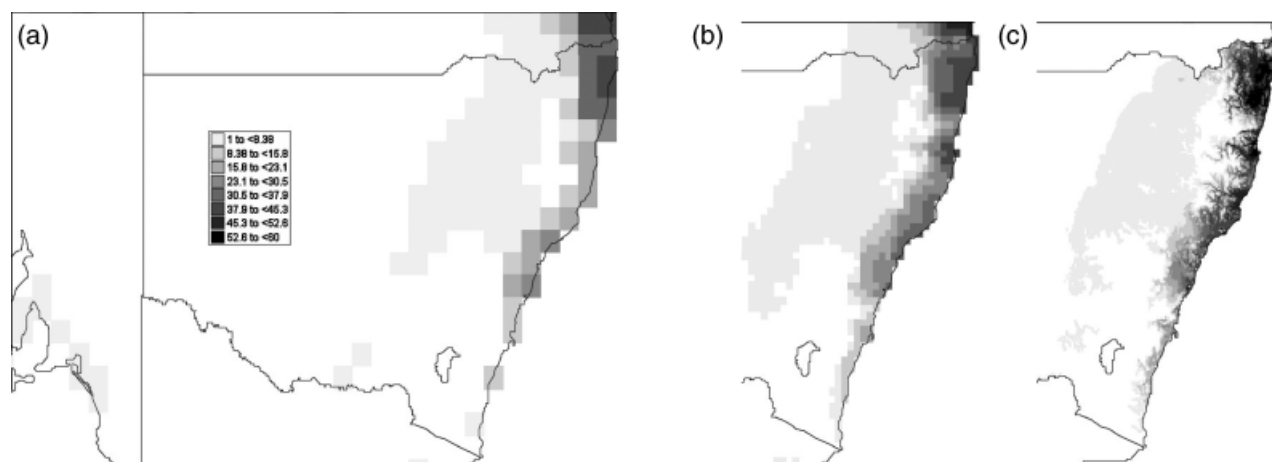 (a)
1 to <8.38
8.38 to <15.8
15.8 to <23.1
23.1 to <30.5
30.5 to <37.9
37.9 to <45.3
45.3 to <52.6
52.6 to <60
(b)
(c)